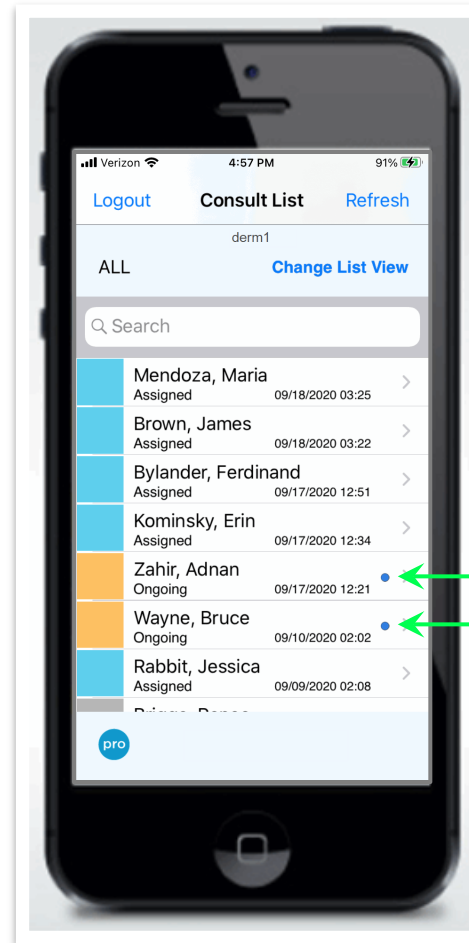 Verizon 4:57 PM 91%
Logout Consult List Refresh
derm1
ALL Change List View
Search
Mendoza, Maria
Assigned 09/18/2020 03:25
Brown, James
Assigned 09/18/2020 03:22
Bylander, Ferdinand
Assigned 09/17/2020 12:51
Kominsky, Erin
Assigned 09/17/2020 12:34
Zahir, Adnan
Ongoing 09/17/2020 12:21
Wayne, Bruce
Ongoing 09/10/2020 02:02
Rabbit, Jessica
Assigned 09/09/2020 02:08
pro